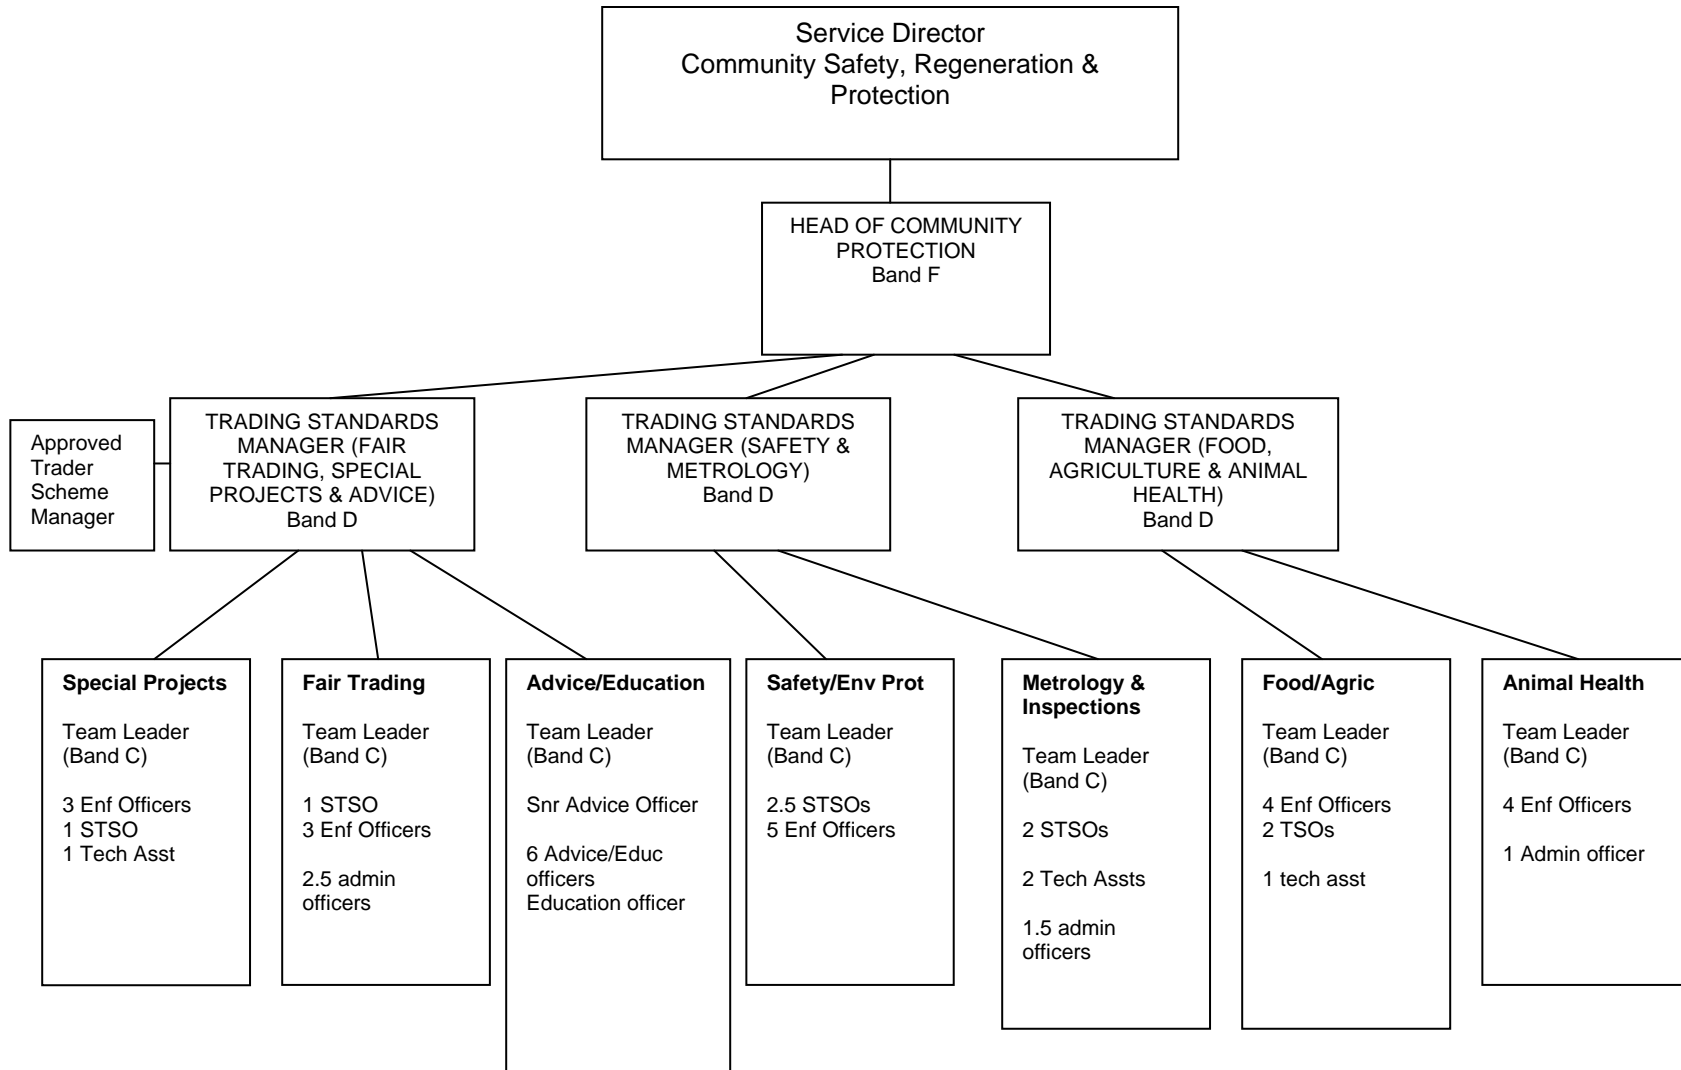 Service Director
Community Safety, Regeneration &
Protection
HEAD OF COMMUNITY
PROTECTION
Band F
Approved
Trader
Scheme
Manager
TRADING STANDARDS
MANAGER (FAIR
TRADING, SPECIAL
PROJECTS & ADVICE)
Band D
TRADING STANDARDS
MANAGER (SAFETY &
METROLOGY)
Band D
TRADING STANDARDS
MANAGER (FOOD,
AGRICULTURE & ANIMAL
HEALTH)
Band D
Special Projects
Team Leader
(Band C)
3 Enf Officers
1 STSO
1 Tech Asst
Fair Trading
Team Leader
(Band C)
1 STSO
3 Enf Officers
2.5 admin
officers
Advice/Education
Team Leader
(Band C)
Snr Advice Officer
6 Advice/Educ
officers
Education officer
Safety/Env Prot
Team Leader
(Band C)
2.5 STSOs
5 Enf Officers
Metrology &
Inspections
Team Leader
(Band C)
2 STSOs
2 Tech Assts
1.5 admin
officers
Food/Agric
Team Leader
(Band C)
4 Enf Officers
2 TSOs
1 tech asst
Animal Health
Team Leader
(Band C)
4 Enf Officers
1 Admin officer